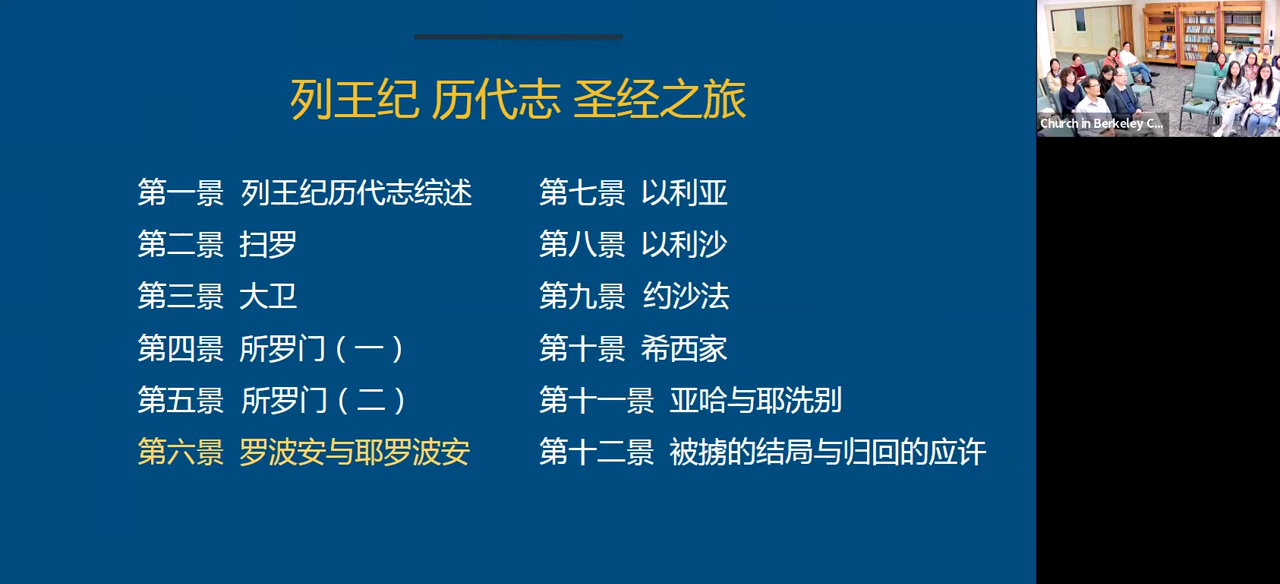 列王纪 历代志 圣经之旅
第一景 列王纪历代志综述
第二景 扫罗
第三景 大卫
第四景 所罗门（一）
第五景 所罗门（二）
第六景 罗波安与耶罗波安
第七景 以利亚
第八景 以利沙
第九景 约沙法
第十景 希西家
第十一景 亚哈与耶洗别
第十二景 被掳的结局与归回的应许
Church in Berkeley C...